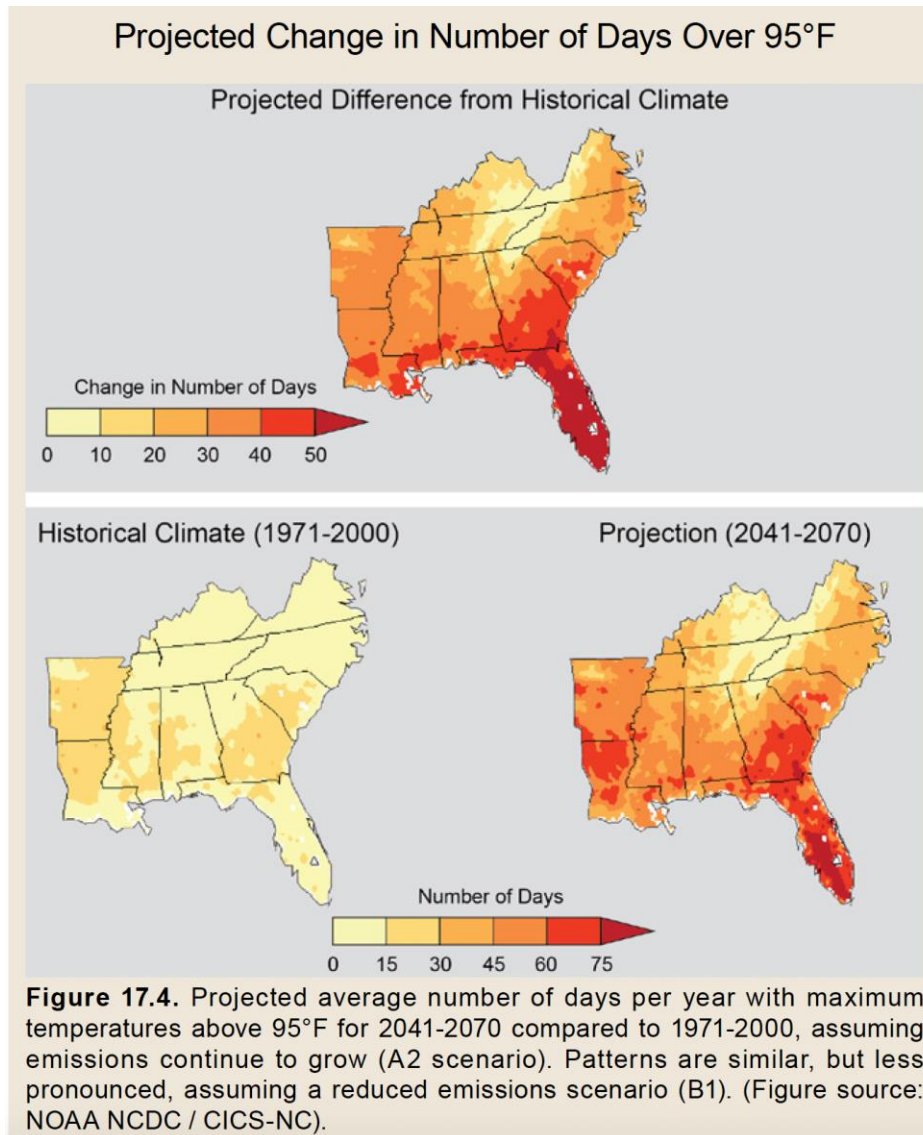 Projected Change in Number of Days Over 95°F
Projected Difference from Historical Climate
Change in Number of Days
0 10 20 30 40 50
Historical Climate (1971-2000)
Projection (2041-2070)
Number of Days
0 15 30 45 60 75
Figure 17.4. Projected average number of days per year with maximum
temperatures above 95°F for 2041-2070 compared to 1971-2000, assuming
emissions continue to grow (A2 scenario). Patterns are similar, but less
pronounced, assuming a reduced emissions scenario (B1). (Figure source:
NOAA NCDC / CICS-NC).